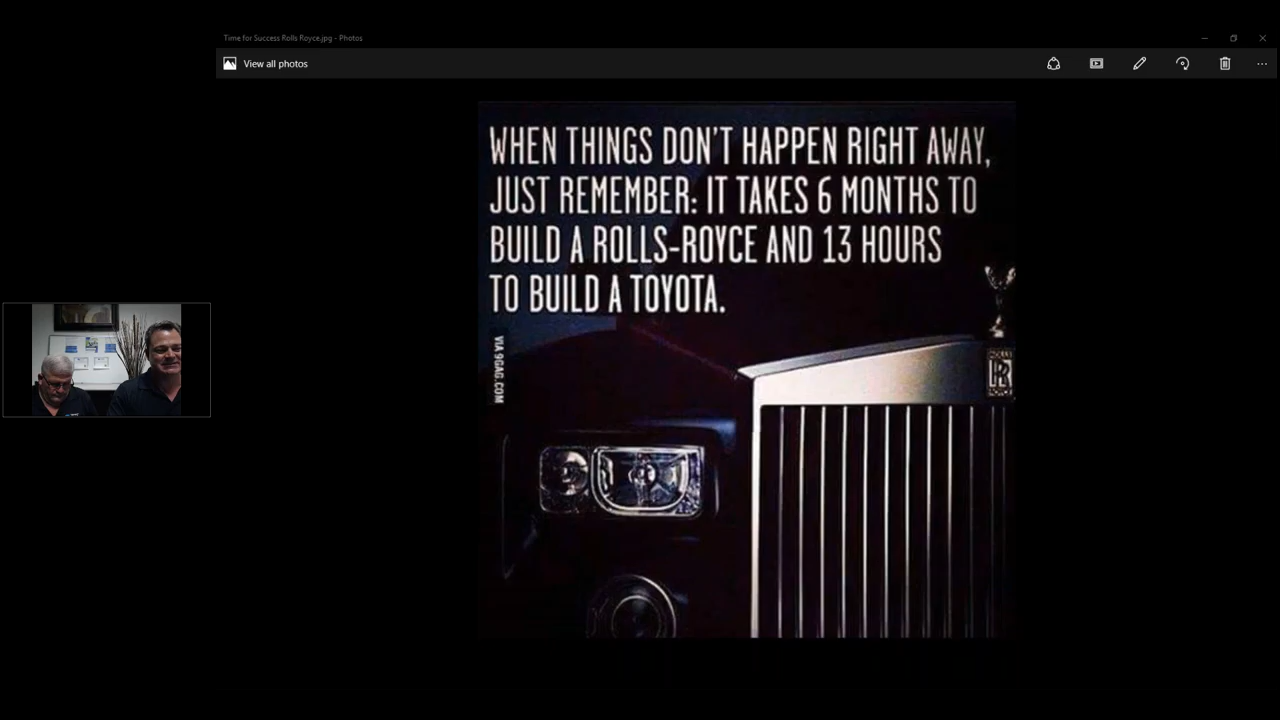 Time for Success Rolls Royce.jpg - Photos
View all photos
WHEN THINGS DON'T HAPPEN RIGHT AWAY,
JUST REMEMBER: IT TAKES 6 MONTHS TO
BUILD A ROLLS-ROYCE AND 13 HOURS
TO BUILD A TOYOTA.
VIA 9GAG.COM
RR